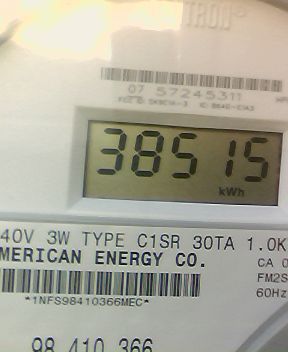 TRON®
07 57245311
38515
kWh
40V 3W TYPE C1SR 30TA 1.0K
MERICAN ENERGY CO.
CA 0
FM2S
60Hz
*1NFS98410366MEC*
98 410 366